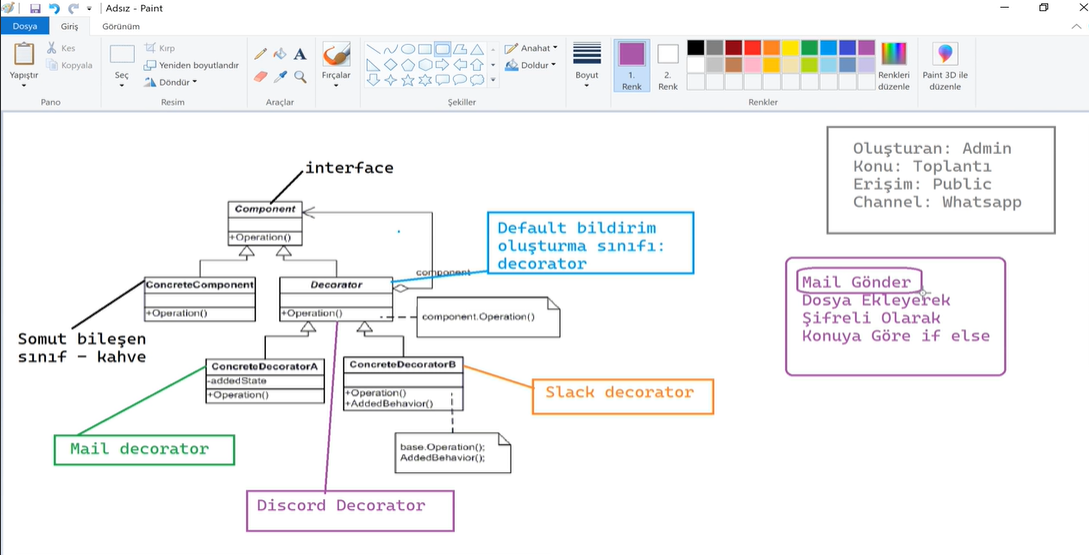 Adsız - Paint
Dosya
Giriş
Görünüm
Yapıştır
Kes
Kopyala
Pano
Seç
Kırp
Yeniden boyutlandır
Döndür
Resim
A
Araçlar
Fırçalar
Anahat
Doldur
Şekiller
Boyut
1.
Renk
2.
Renk
Renkler
Renkleri
düzenle
Paint 3D ile
düzenle
interface
Component
+Operation()
ConcreteComponent
+Operation()
Decorator
+Operation()
component
component.Operation()
Somut bileşen
sınıf - kahve
ConcreteDecoratorA
-addedState
+Operation()
ConcreteDecoratorB
+Operation()
+AddedBehavior()
base.Operation();
AddedBehavior();
Default bildirim
oluşturma sınıfı:
decorator
Mail decorator
Slack decorator
Discord Decorator
Oluşturan: Admin
Konu: Toplantı
Erişim: Public
Channel: Whatsapp
Mail Gönder
Dosya Ekleyerek
Şifreli Olarak
Konuya Göre if else